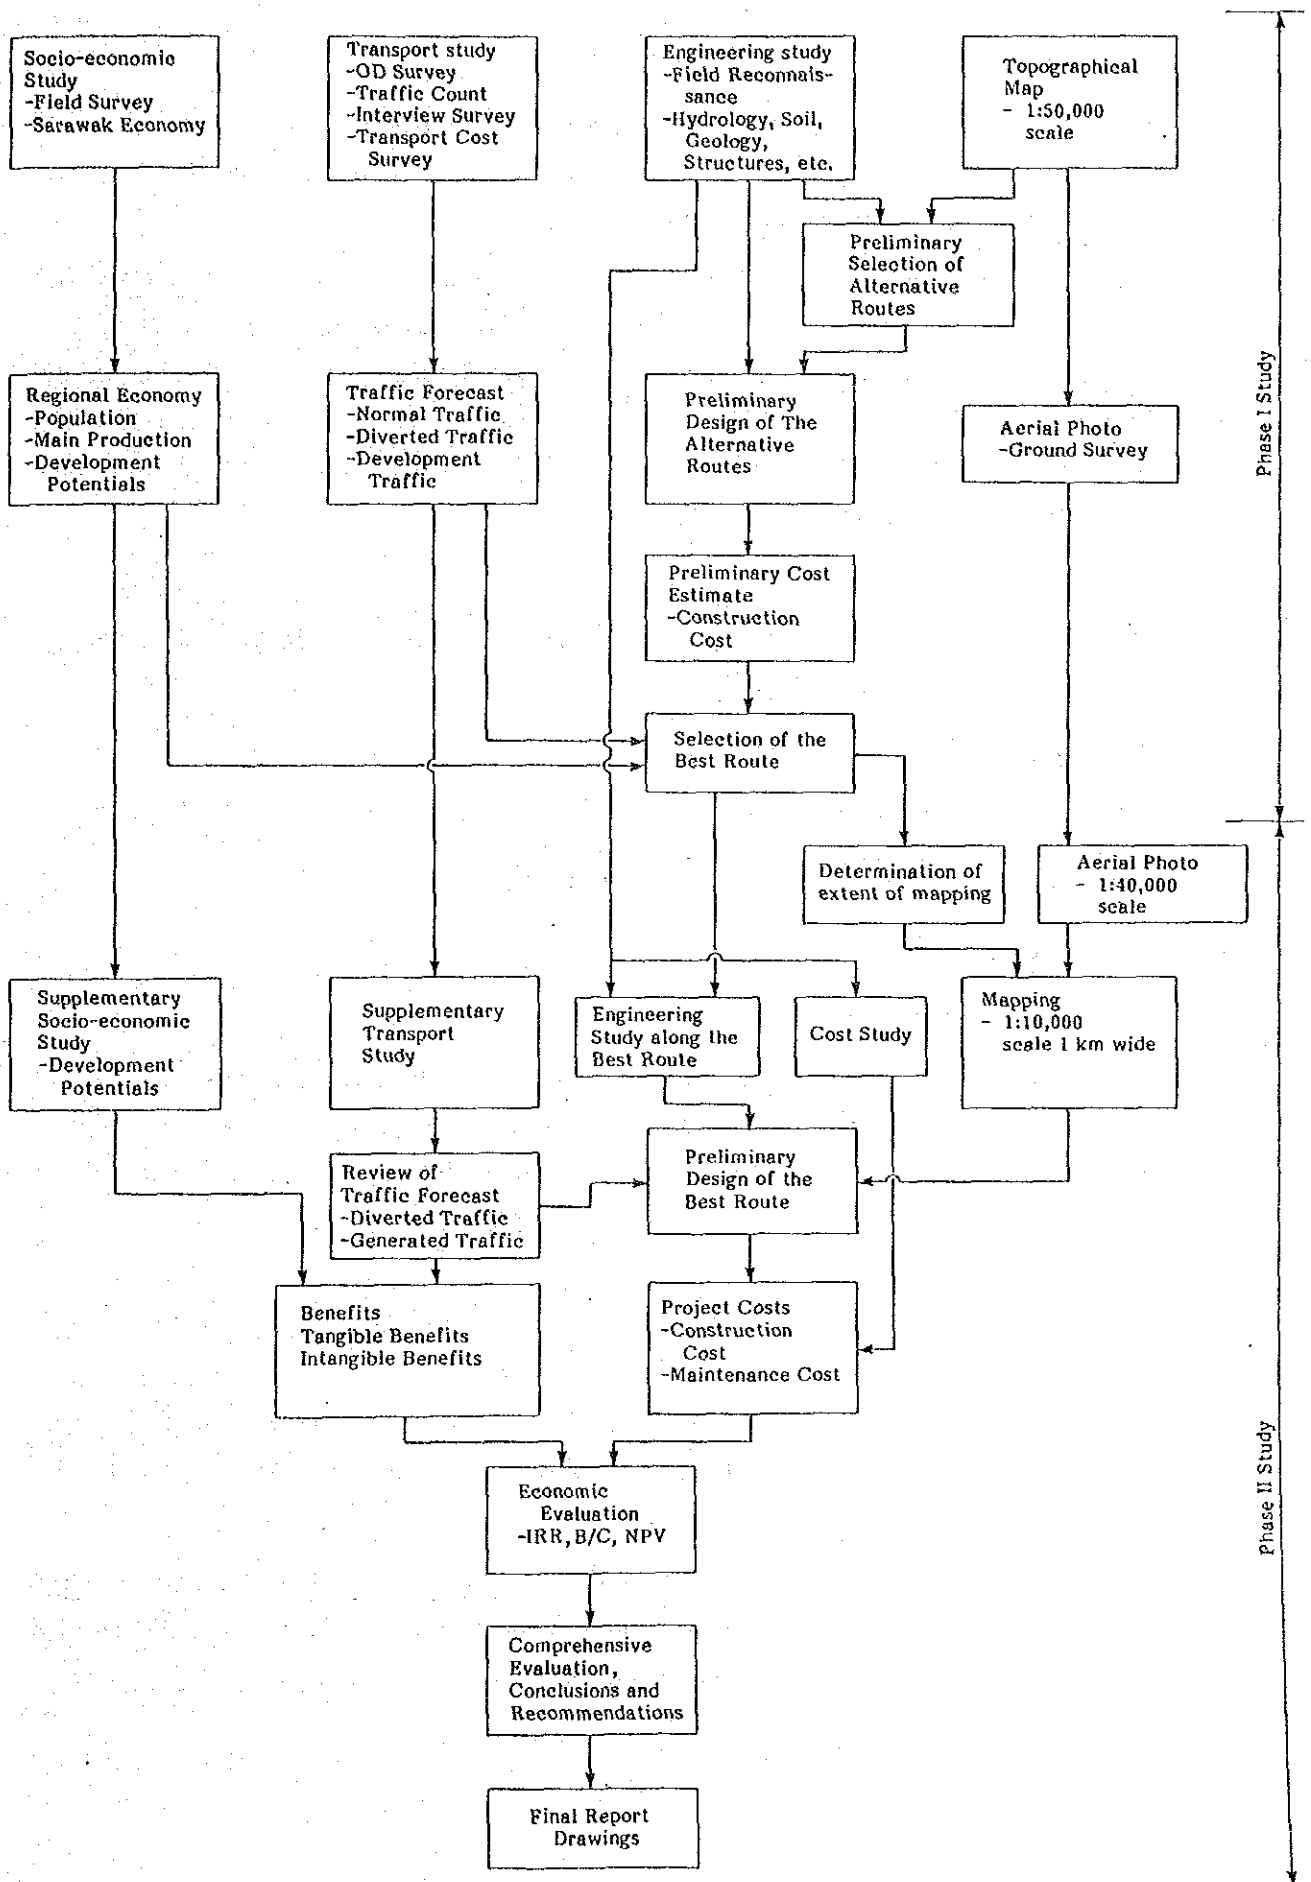 Socio-economic
Study
-Field Survey
-Sarawak Economy
Transport study
-OD Survey
-Traffic Count
-Interview Survey
-Transport Cost
Survey
Engineering study
-Field Reconnais-
sance
-Hydrology, Soil,
Geology,
Structures, etc.
Topographical
Map
- 1:50,000
scale
Preliminary
Selection of
Alternative
Routes
Regional Economy
-Population
-Main Production
-Development
Potentials
Traffic Forecast
-Normal Traffic
-Diverted Traffic
-Development
Traffic
Preliminary
Design of The
Alternative
Routes
Aerial Photo
-Ground Survey
Phase I Study
Preliminary Cost
Estimate
-Construction
Cost
Selection of the
Best Route
Determination of
extent of mapping
Aerial Photo
- 1:40,000
scale
Supplementary
Socio-economic
Study
-Development
Potentials
Supplementary
Transport
Study
Engineering
Study along the
Best Route
Cost Study
Mapping
- 1:10,000
scale 1 km wide
Review of
Traffic Forecast
-Diverted Traffic
-Generated Traffic
Preliminary
Design of the
Best Route
Benefits
Tangible Benefits
Intangible Benefits
Project Costs
-Construction
Cost
-Maintenance Cost
Phase II Study
Economic
Evaluation
-IRR, B/C, NPV
Comprehensive
Evaluation,
Conclusions and
Recommendations
Final Report
Drawings